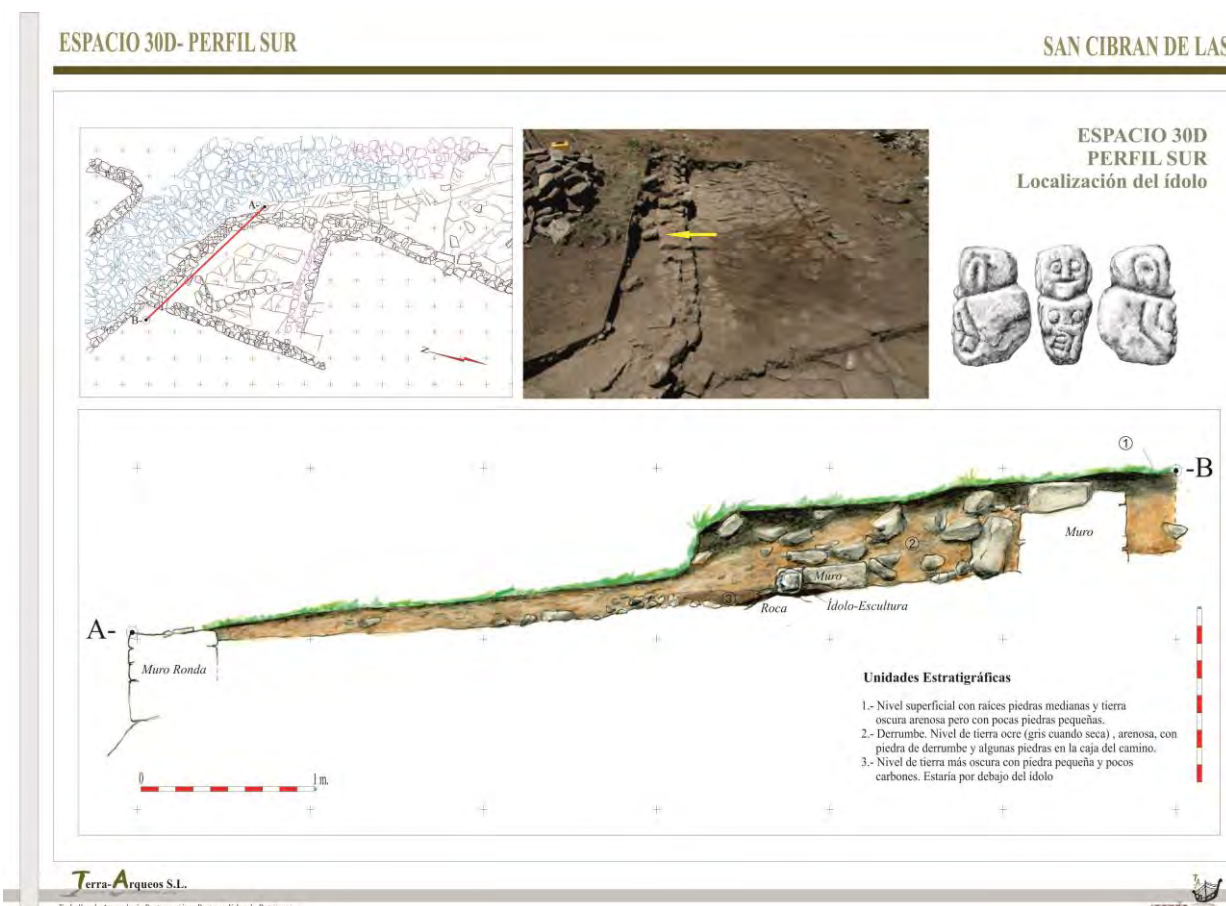 ESPACIO 30D- PERFIL SUR
SAN CIBRAN DE LAS
ESPACIO 30D
PERFIL SUR
Localización del ídolo
A-
B-
N
A-
-B
1
2
3
Muro
Muro
Roca
Ídolo-Escultura
Muro Ronda
0
1 m.
Unidades Estratigráficas
1.- Nivel superficial con raíces piedras medianas y tierra
oscura arenosa pero con pocas piedras pequeñas.
2.- Derrumbe. Nivel de tierra ocre (gris cuando seca) , arenosa, con
piedra de derrumbe y algunas piedras en la caja del camino.
3.- Nivel de tierra más oscura con piedra pequeña y pocos
carbones. Estaría por debajo del ídolo
Terra-Arqueos S.L.